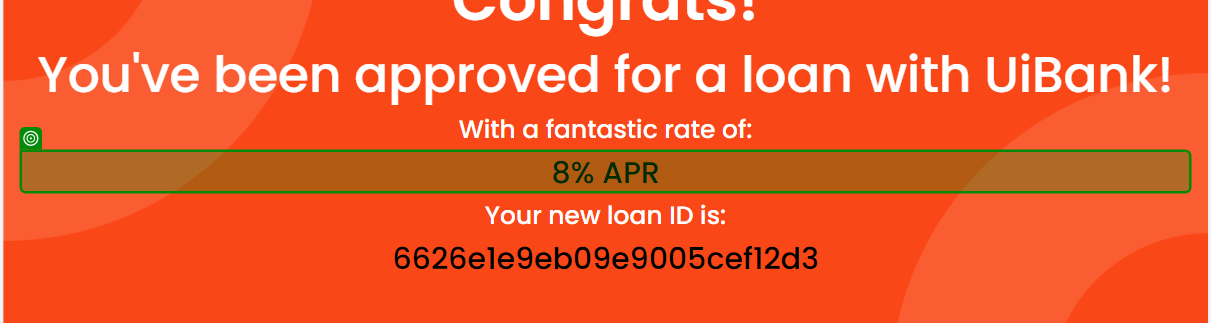 Congrats!
You've been approved for a loan with UiBank!
With a fantastic rate of:
8% APR
Your new loan ID is:
6626e1e9eb09e9005cef12d3